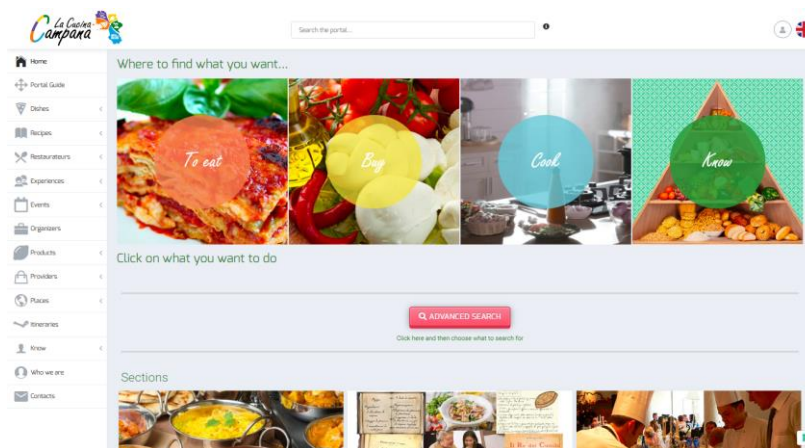 La Cucina
Campana
Search the portal...
Home
Portal Guide
Dishes
Recipes
Restaurateurs
Experiences
Events
Organizers
Products
Providers
Places
Itineraries
Know
Who we are
Contacts
Where to find what you want...
To eat
Buy
Cook
Know
Click on what you want to do
ADVANCED SEARCH
Click here and then choose what to search for
Sections